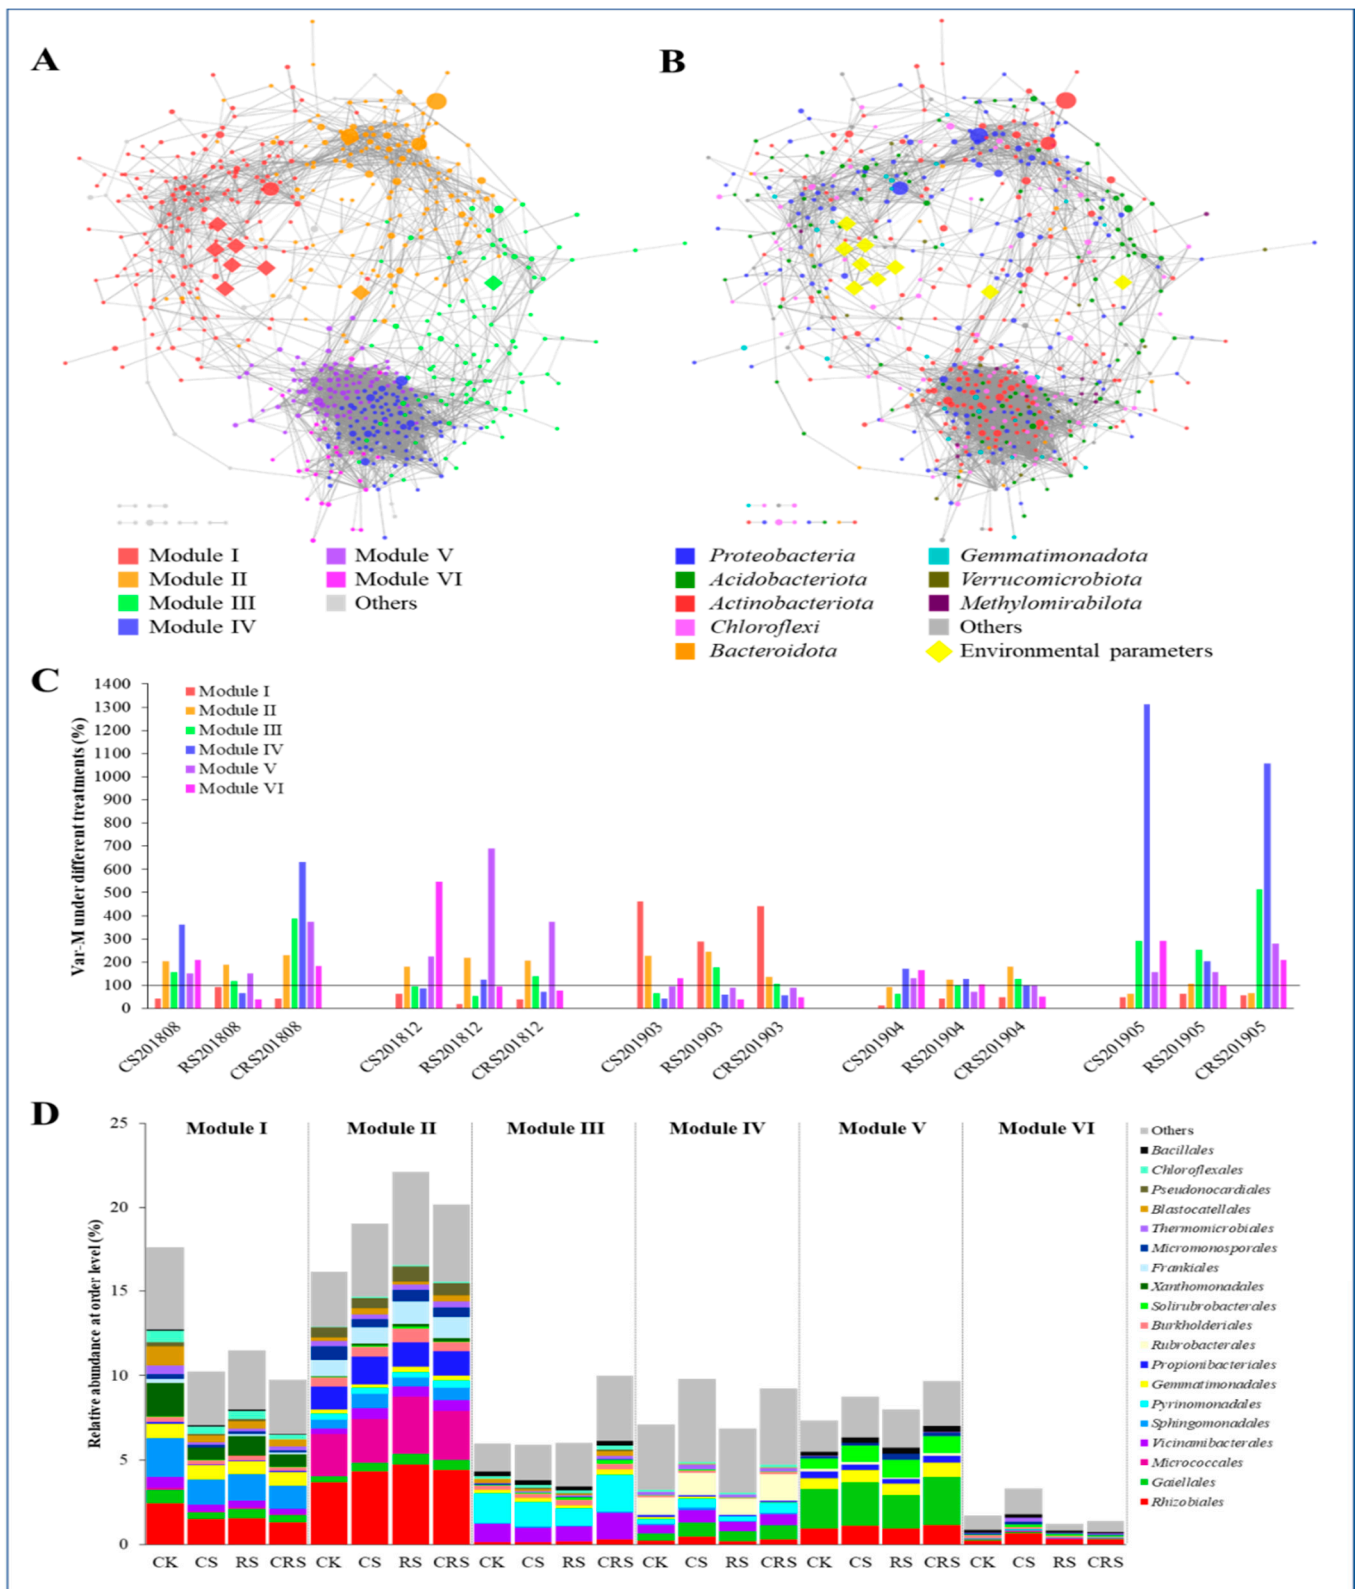 A
B
Module I
Module II
Module III
Module IV
Module V
Module VI
Others
Proteobacteria
Acidobacteriota
Actinobacteriota
Chloroflexi
Bacteroidota
Gemmatimonadota
Verrucomicrobiota
Methylomirabilota
Others
Environmental parameters
C
Var-M under different treatments (%)
1400
1300
1200
1100
1000
900
800
700
600
500
400
300
200
100
0
Module I
Module II
Module III
Module IV
Module V
Module VI
CS201808
RS201808
CRS201808
CS201812
RS201812
CRS201812
CS201903
RS201903
CRS201903
CS201904
RS201904
CRS201904
CS201905
RS201905
CRS201905
D
Relative abundance at order level (%)
25
20
15
10
5
0
Module I
Module II
Module III
Module IV
Module V
Module VI
CK CS RS CRS CK CS RS CRS CK CS RS CRS CK CS RS CRS CK CS RS CRS CK CS RS CRS
Others
Bacillales
Chloroflexales
Pseudonocardiales
Blastocatellales
Thermomicrobiales
Micromonosporales
Frankiales
Xanthomonadales
Solirubrobacterales
Burkholderiales
Rubrobacterales
Propionibacteriales
Gemmatimonadales
Pyrinomonadales
Sphingomonadales
Vicinamibacterales
Micrococcales
Gaiellales
Rhizobiales